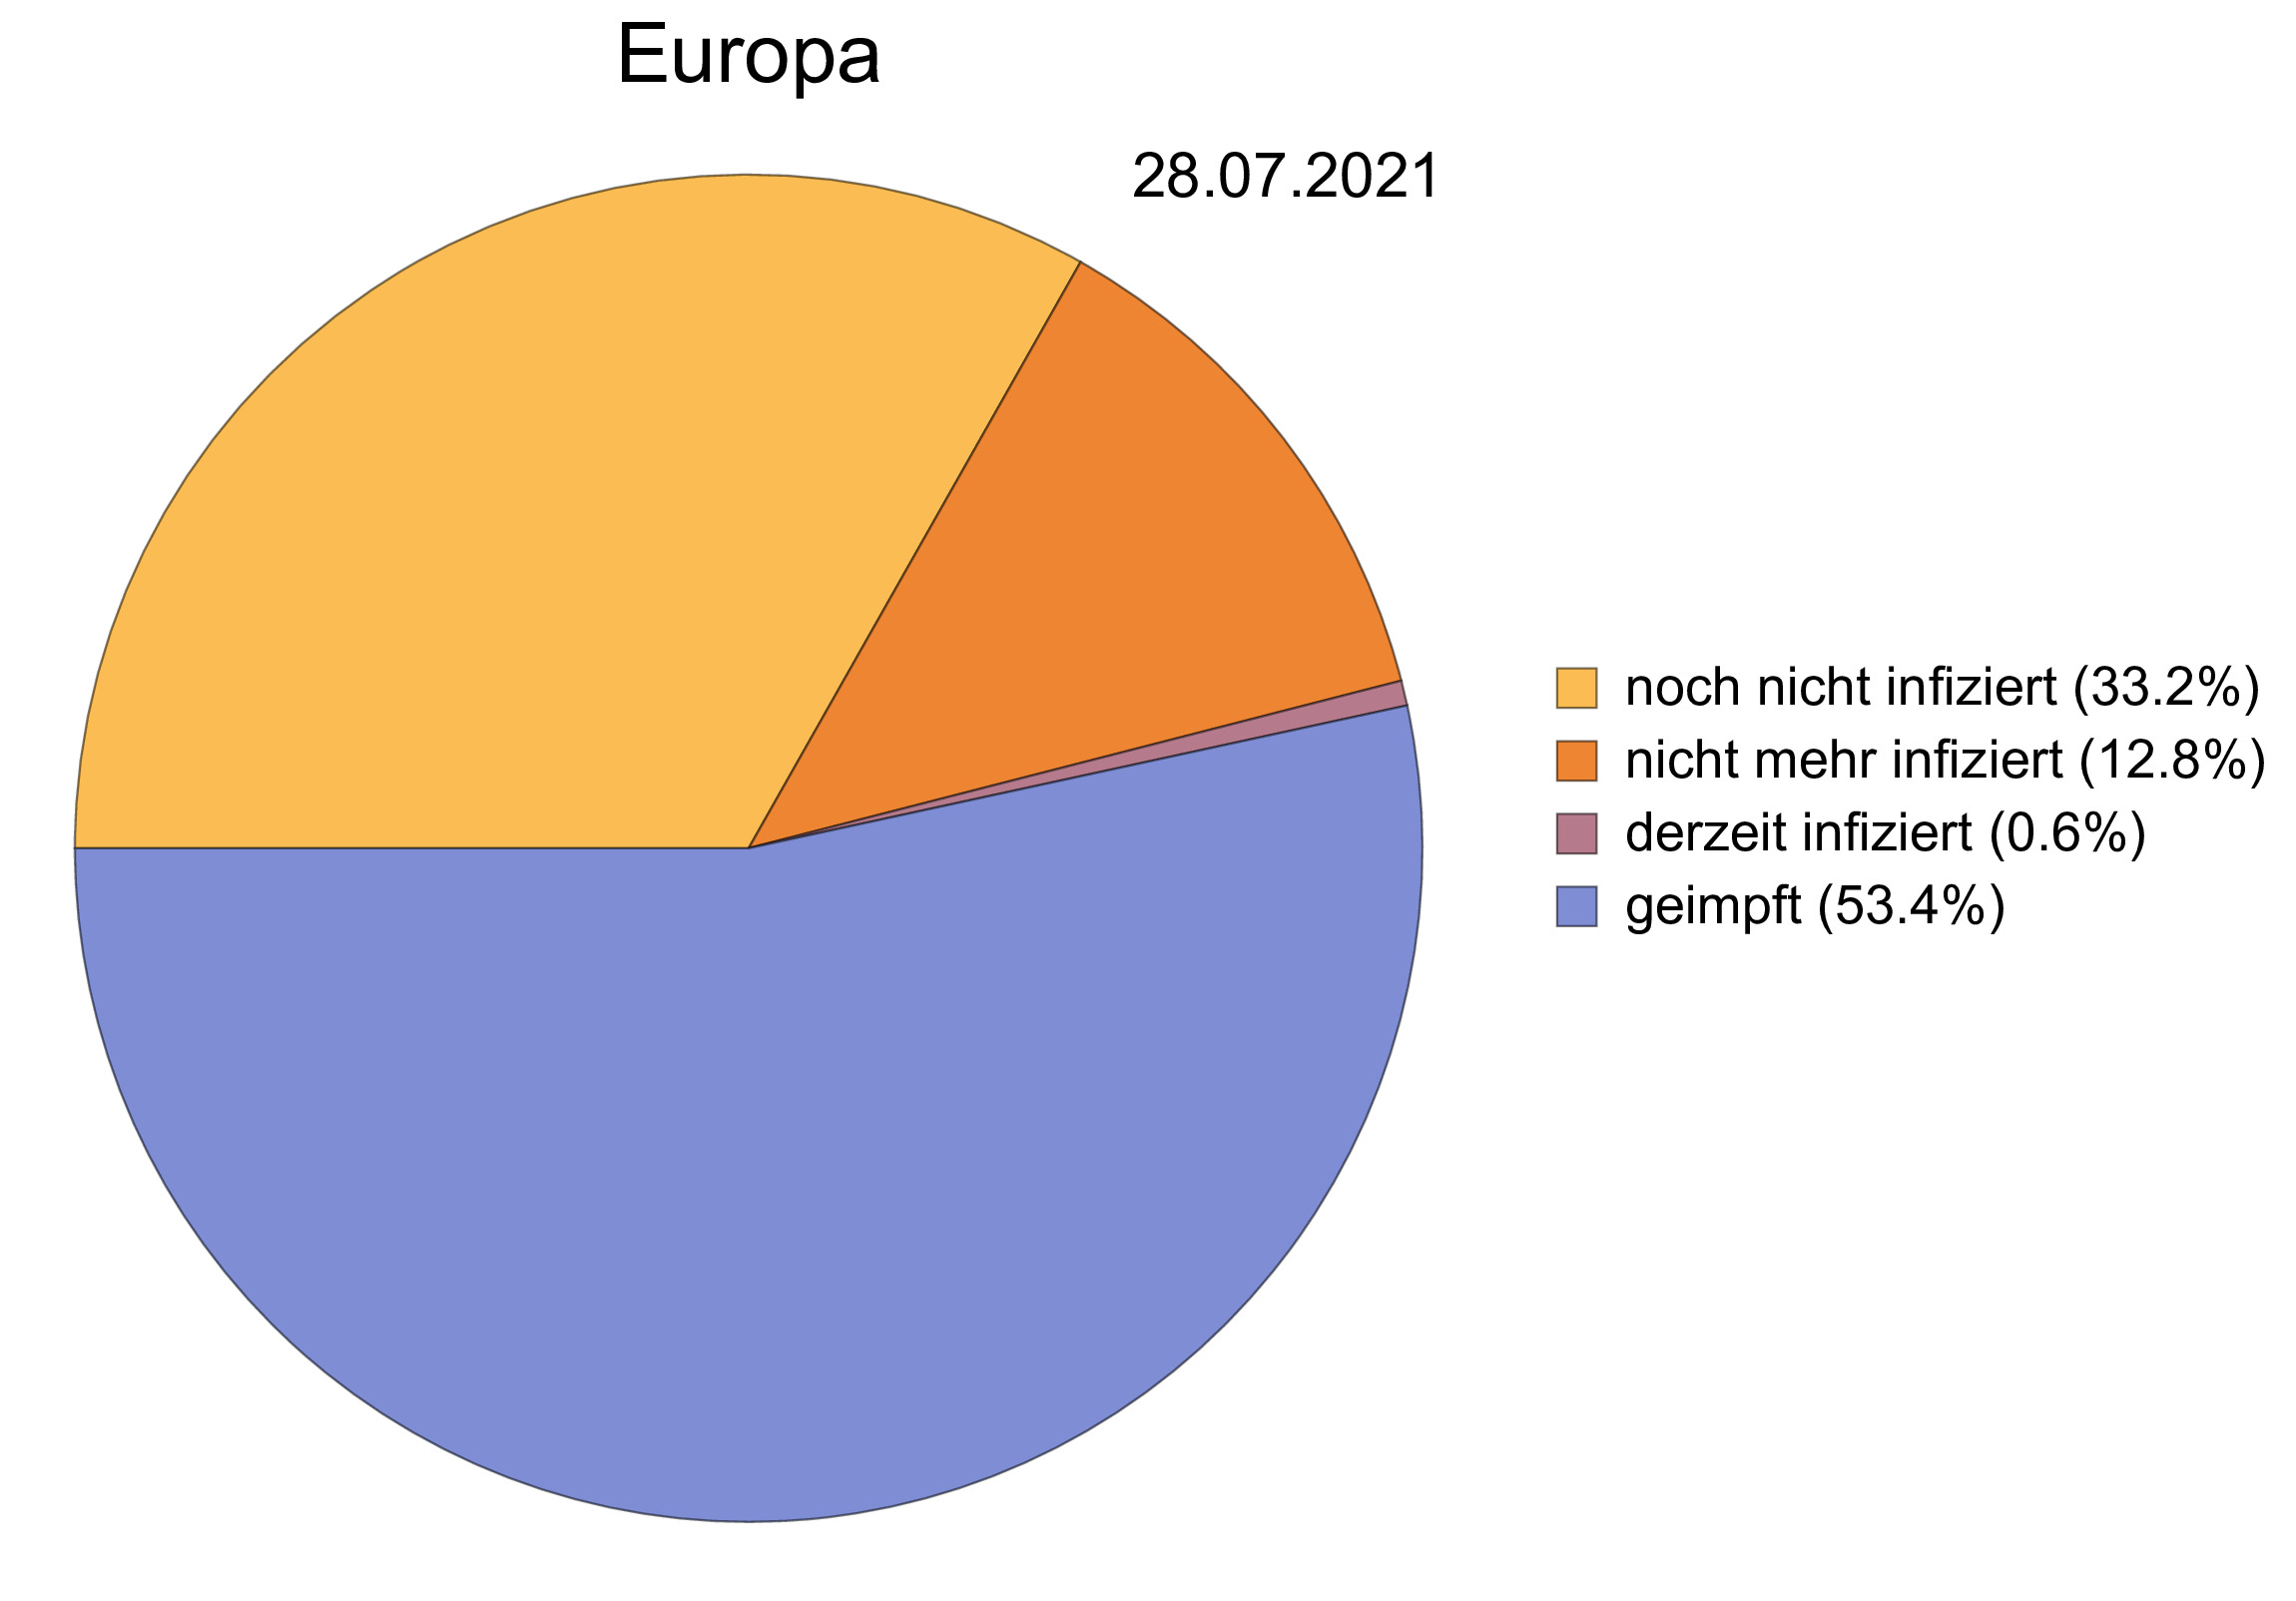 Europa
28.07.2021
noch nicht infiziert (33.2%)
nicht mehr infiziert (12.8%)
derzeit infiziert (0.6%)
geimpft (53.4%)